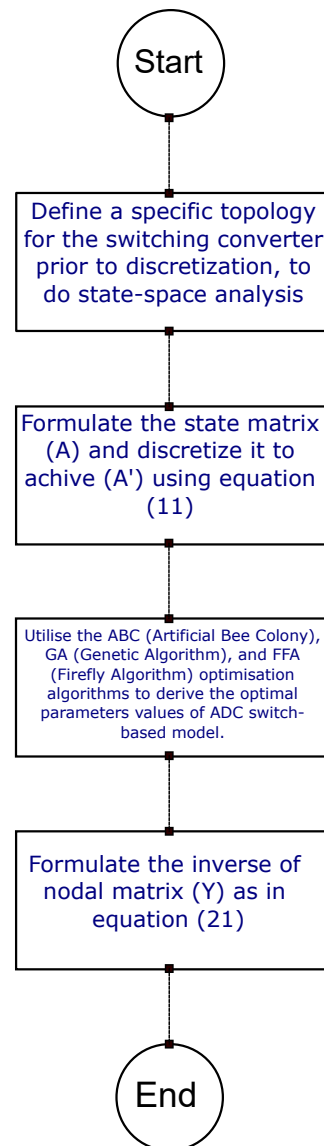 Start
Define a specific topology
for the switching converter
prior to discretization, to
do state-space analysis
Formulate the state matrix
(A) and discretize it to
achive (A') using equation
(11)
Utilise the ABC (Artificial Bee Colony),
GA (Genetic Algorithm), and FFA
(Firefly Algorithm) optimisation
algorithms to derive the optimal
parameters values of ADC switch-
based model.
Formulate the inverse of
nodal matrix (Y) as in
equation (21)
End